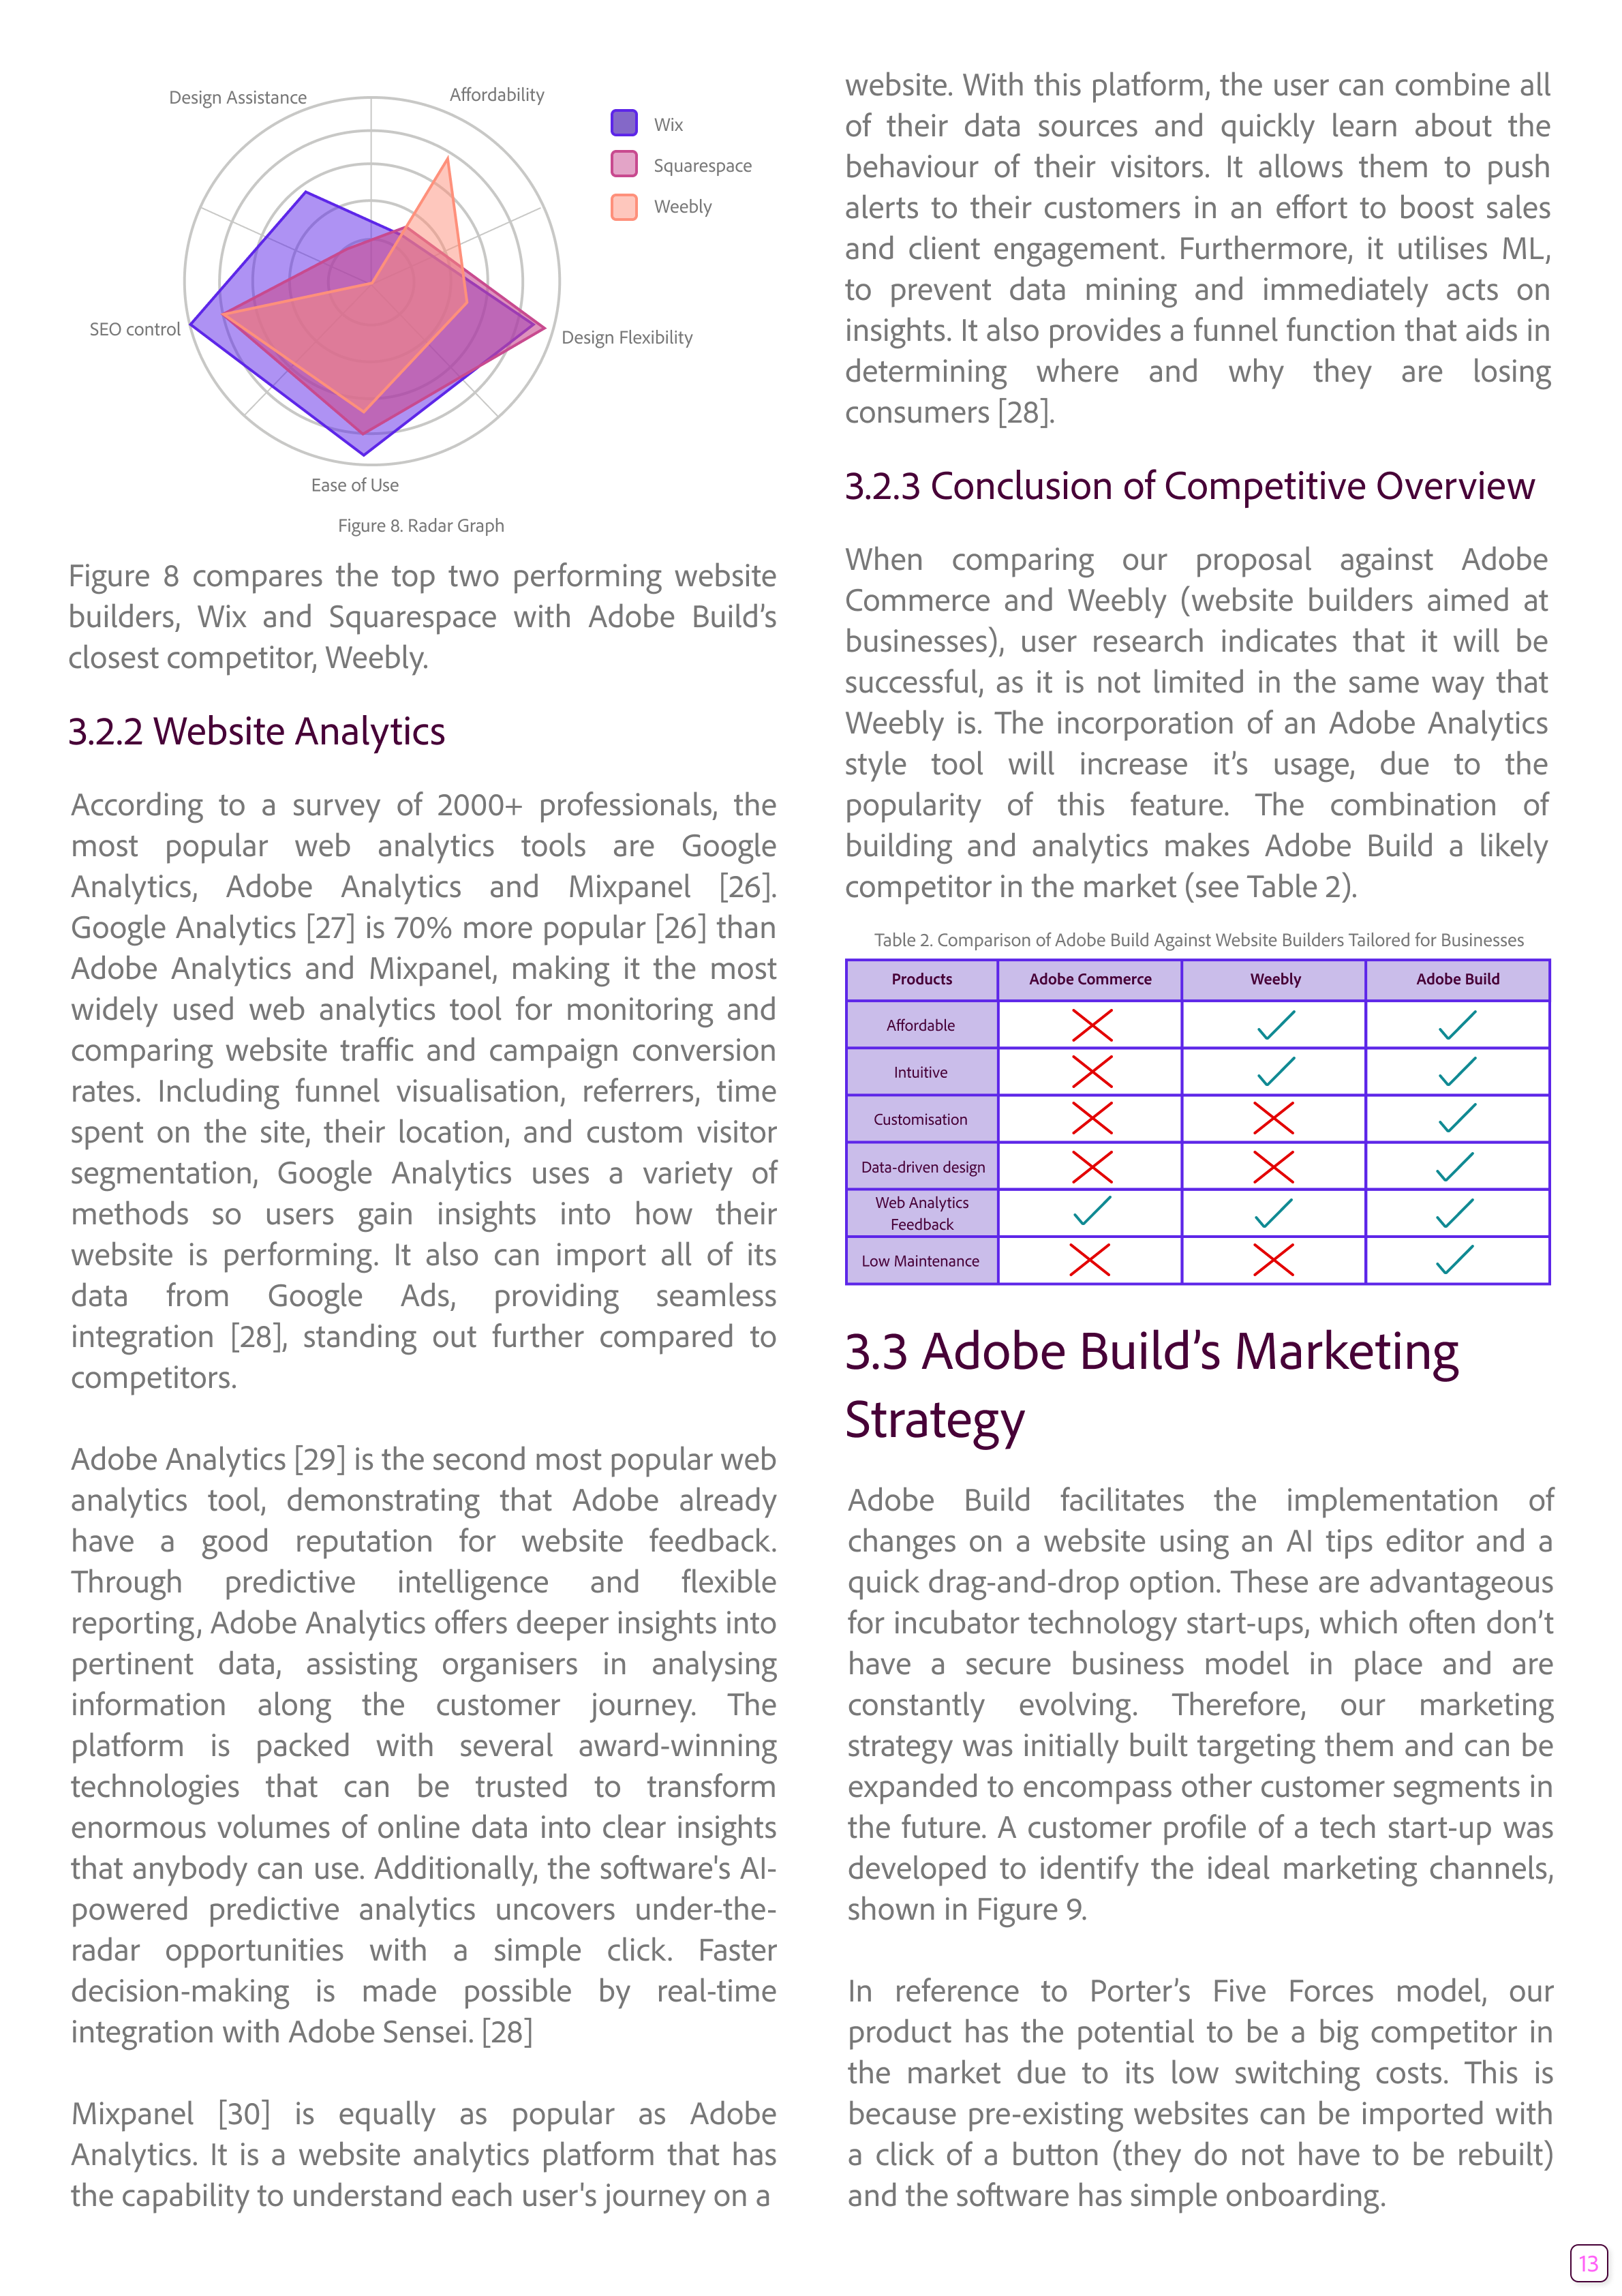 Design Assistance
Affordability
Wix
Squarespace
Weebly
SEO control
Design Flexibility
Ease of Use
Figure 8. Radar Graph
Figure 8 compares the top two performing website
builders, Wix and Squarespace with Adobe Build's
closest competitor, Weebly.
3.2.2 Website Analytics
According to a survey of 2000+ professionals, the
most popular web analytics tools are Google
Analytics, Adobe Analytics and Mixpanel [26].
Google Analytics [27] is 70% more popular [26] than
Adobe Analytics and Mixpanel, making it the most
widely used web analytics tool for monitoring and
comparing website traffic and campaign conversion
rates. Including funnel visualisation, referrers, time
spent on the site, their location, and custom visitor
segmentation, Google Analytics uses a variety of
methods so users gain insights into how their
website is performing. It also can import all of its
data from Google Ads, providing seamless
integration [28], standing out further compared to
competitors.
Adobe Analytics [29] is the second most popular web
analytics tool, demonstrating that Adobe already
have a good reputation for website feedback.
Through predictive intelligence and flexible
reporting, Adobe Analytics offers deeper insights into
pertinent data, assisting organisers in analysing
information along the customer journey. The
platform is packed with several award-winning
technologies that can be trusted to transform
enormous volumes of online data into clear insights
that anybody can use. Additionally, the software's AI-
powered predictive analytics uncovers under-the-
radar opportunities with a simple click. Faster
decision-making is made possible by real-time
integration with Adobe Sensei. [28]
Mixpanel [30] is equally as popular as Adobe
Analytics. It is a website analytics platform that has
the capability to understand each user's journey on a
website. With this platform, the user can combine all
of their data sources and quickly learn about the
behaviour of their visitors. It allows them to push
alerts to their customers in an effort to boost sales
and client engagement. Furthermore, it utilises ML,
to prevent data mining and immediately acts on
insights. It also provides a funnel function that aids in
determining where and why they are losing
consumers [28].
3.2.3 Conclusion of Competitive Overview
When comparing our proposal against Adobe
Commerce and Weebly (website builders aimed at
businesses), user research indicates that it will be
successful, as it is not limited in the same way that
Weebly is. The incorporation of an Adobe Analytics
style tool will increase it's usage, due to the
popularity of this feature. The combination of
building and analytics makes Adobe Build a likely
competitor in the market (see Table 2).
Table 2. Comparison of Adobe Build Against Website Builders Tailored for Businesses
Products Adobe Commerce Weebly Adobe Build
Affordable
Intuitive
Customisation
Data-driven design
Web Analytics
Feedback
Low Maintenance
3.3 Adobe Build's Marketing
Strategy
Adobe Build facilitates the implementation of
changes on a website using an AI tips editor and a
quick drag-and-drop option. These are advantageous
for incubator technology start-ups, which often don't
have a secure business model in place and are
constantly evolving. Therefore, our marketing
strategy was initially built targeting them and can be
expanded to encompass other customer segments in
the future. A customer profile of a tech start-up was
developed to identify the ideal marketing channels,
shown in Figure 9.
In reference to Porter's Five Forces model, our
product has the potential to be a big competitor in
the market due to its low switching costs. This is
because pre-existing websites can be imported with
a click of a button (they do not have to be rebuilt)
and the software has simple onboarding.
13